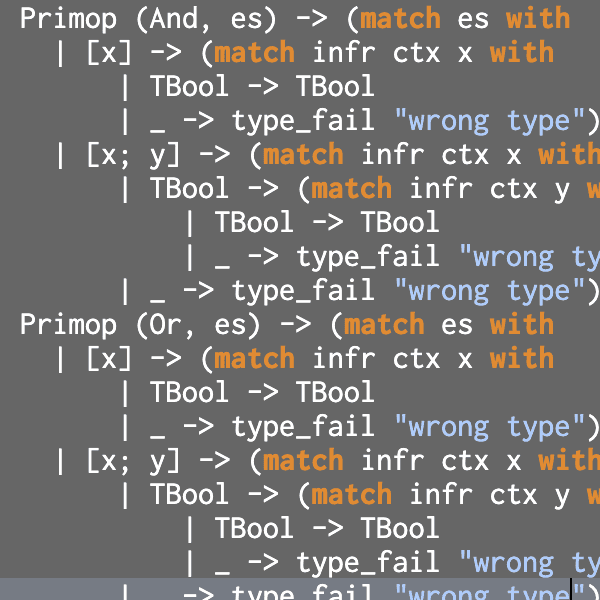 Primop (And, es) -> (match es with
| [x] -> (match infr ctx x with
| TBool -> TBool
| _ -> type_fail "wrong type")
| [x; y] -> (match infr ctx x with
| TBool -> (match infr ctx y w
| TBool -> TBool
| _ -> type_fail "wrong ty
| _ -> type_fail "wrong type")
Primop (Or, es) -> (match es with
| [x] -> (match infr ctx x with
| TBool -> TBool
| _ -> type_fail "wrong type")
| [x; y] -> (match infr ctx x with
| TBool -> (match infr ctx y w
| TBool -> TBool
| _ -> type_fail "wrong ty
| _ -> type_fail "wrong type")